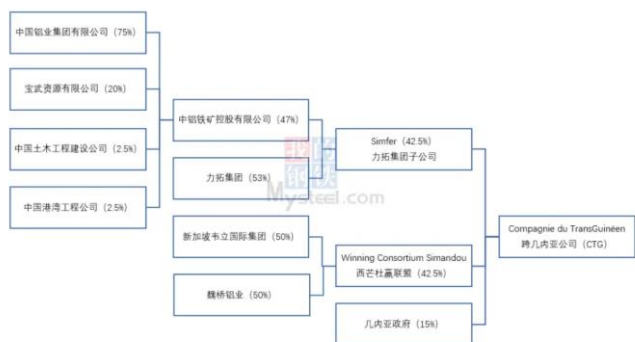 中国铝业集团有限公司（75%）
宝武资源有限公司（20%）
中国土木工程建设公司（2.5%）
中国港湾工程公司（2.5%）
中铝铁矿控股有限公司（47%）
力拓集团（53%）
新加坡韦立国际集团（50%）
魏桥铝业（50%）
Simfer（42.5%）
力拓集团子公司
Winning Consortium Simandou
西芒杜赢联盟（42.5%）
几内亚政府（15%）
Compagnie du TransGuinéen
跨几内亚公司（CTG）
我的
钢铁
Mysteel.com